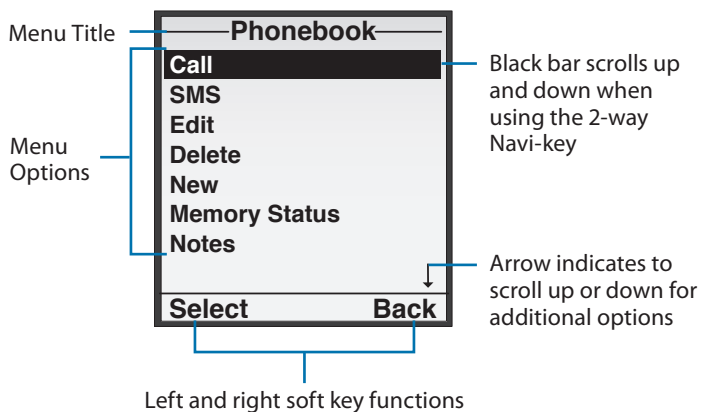 Menu Title
Phonebook
Call
SMS
Edit
Delete
New
Memory Status
Notes
Select Back
Menu
Options
Black bar scrolls up
and down when
using the 2-way
Navi-key
Arrow indicates to
scroll up or down for
additional options
Left and right soft key functions